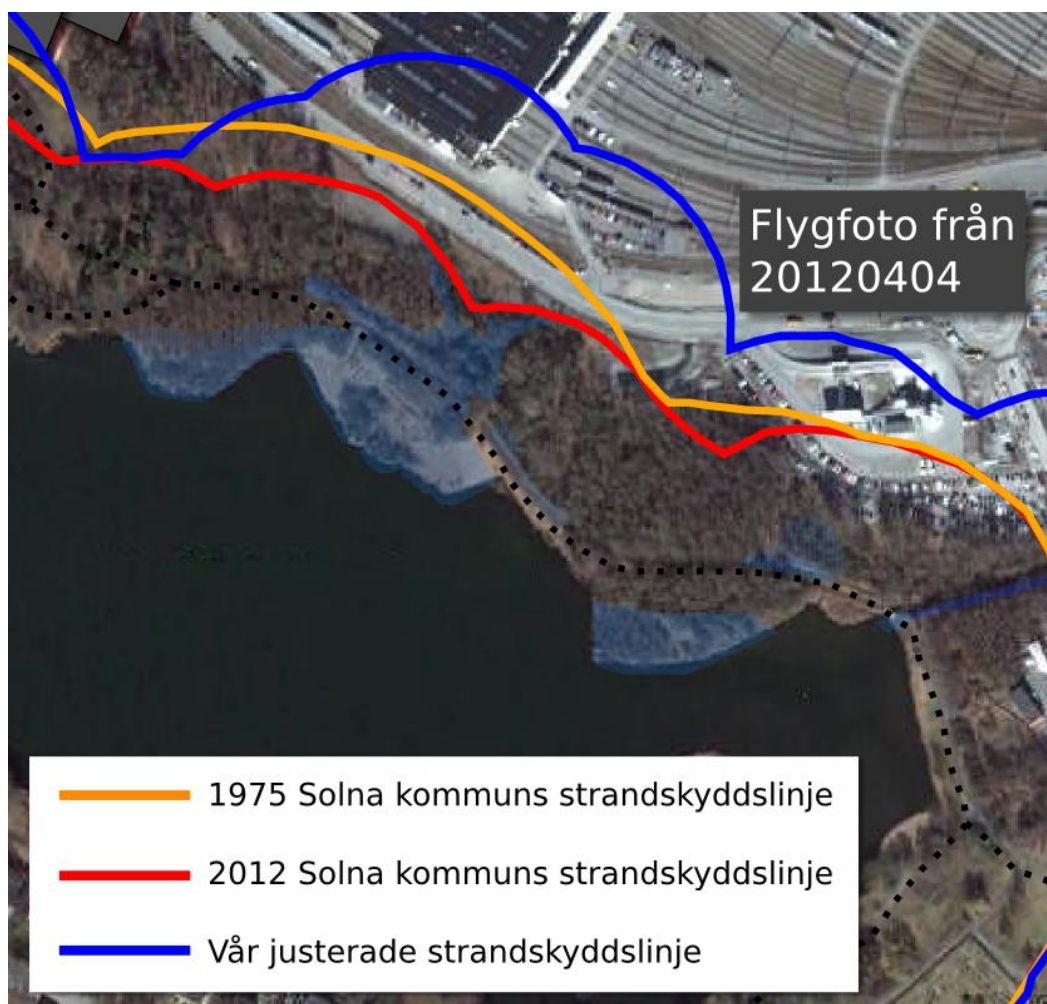 Flygfoto från
20120404
1975 Solna kommuns strandskyddslinje
2012 Solna kommuns strandskyddslinje
Vår justerade strandskyddslinje